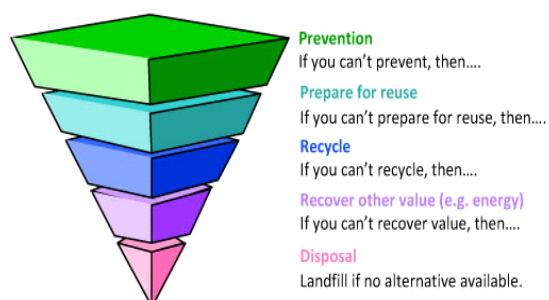 Prevention
If you can't prevent, then....
Prepare for reuse
If you can't prepare for reuse, then....
Recycle
If you can't recycle, then....
Recover other value (e.g. energy)
If you can't recover value, then....
Disposal
Landfill if no alternative available.